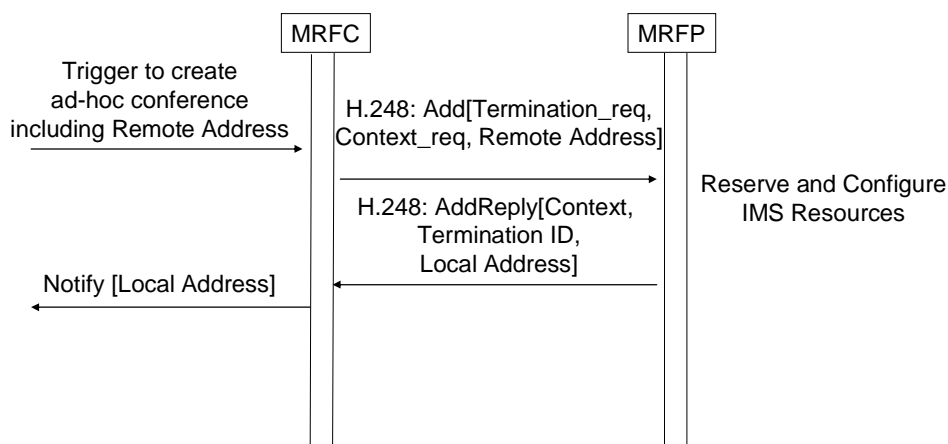 MRFC
MRFP
Trigger to create
ad-hoc conference
including Remote Address
H.248: Add[Termination_req,
Context_req, Remote Address]
Reserve and Configure
IMS Resources
H.248: AddReply[Context,
Termination ID,
Local Address]
Notify [Local Address]